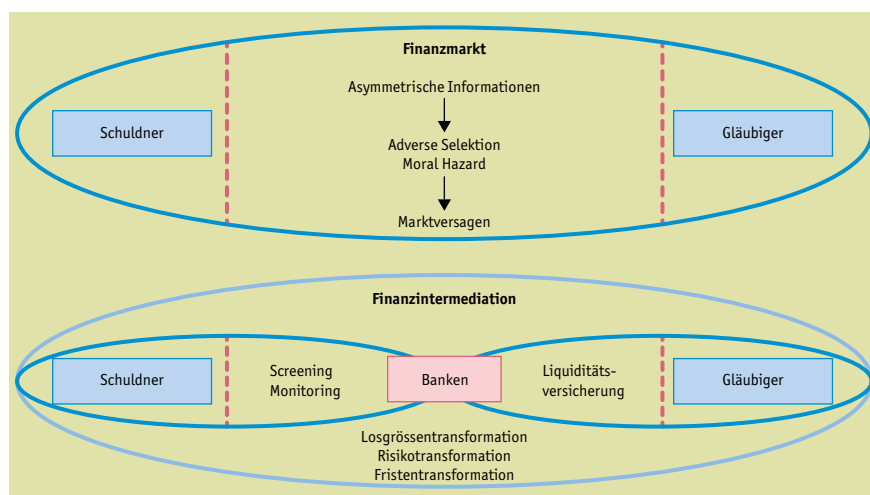 Finanzmarkt
Asymmetrische Informationen
Schuldner
Gläubiger
Adverse Selektion
Moral Hazard
Marktversagen
Finanzintermediation
Schuldner
Screening
Monitoring
Banken
Liquiditäts-
versicherung
Gläubiger
Losgrössentransformation
Risikotransformation
Fristentransformation